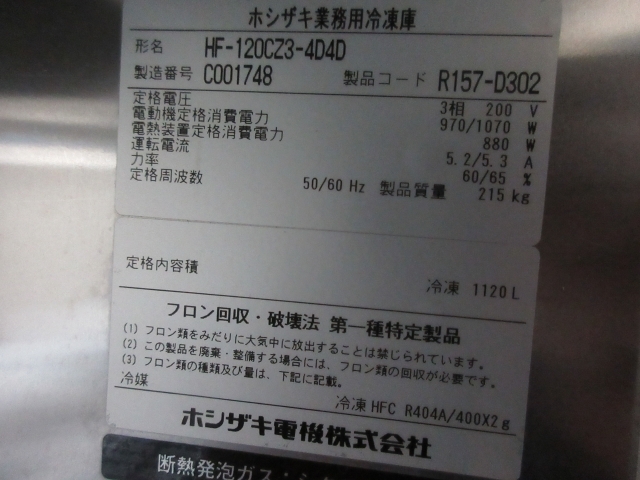 ホシザキ業務用冷凍庫
形名 HF-120CZ3-4D4D
製造番号 C001748 製品コード R157-D302
定格電圧 3相 200 V
電動機定格消費電力 970/1070 W
電熱装置定格消費電力 880 W
運転電流 5.2/5.3 A
力率 60/65 %
定格周波数 50/60 Hz 製品質量 215 kg
定格内容積 冷凍 1120 L
フロン回収・破壊法 第一種特定製品
(1) フロン類をみだりに大気中に放出することは禁じられています。
(2) この製品を廃棄・整備する場合には、フロン類の回収が必要です。
(3) フロン類の種類及び量は、下記に記載。
冷媒 冷凍 HFC R404A/400X2g
ホシザキ電機株式会社
断熱発泡ガス・シ